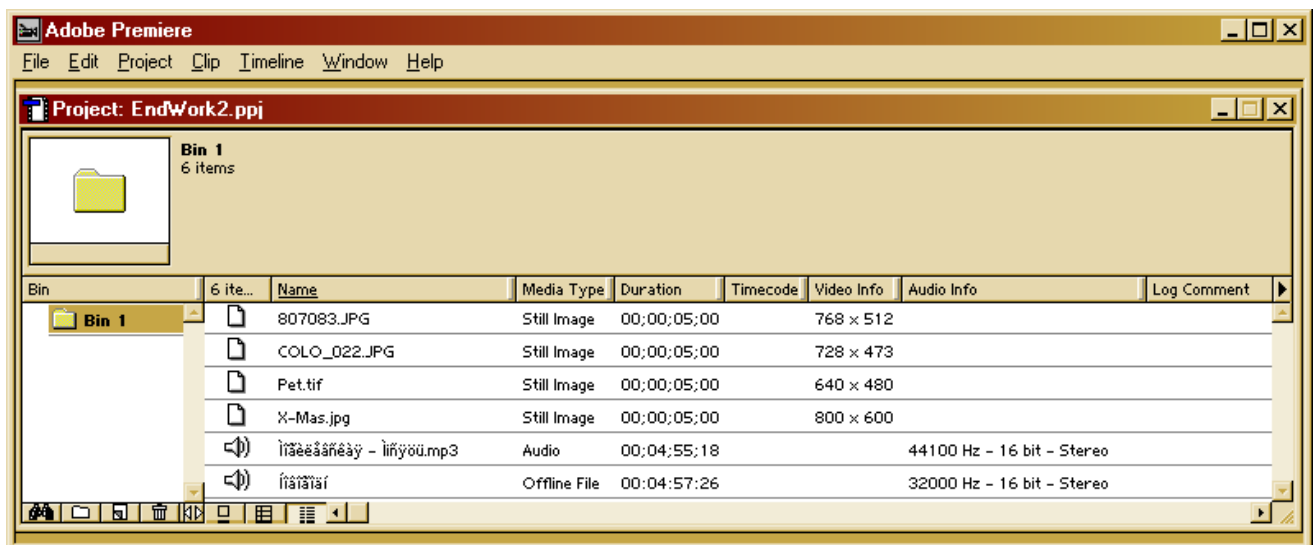 Adobe Premiere
File Edit Project Clip Timeline Window Help
Project: EndWork2.ppj
Bin 1
6 items
Bin 6 ite... Name Media Type Duration Timecode Video Info Audio Info Log Comment
Bin 1
807083.JPG Still Image 00;00;05;00 768 × 512
COLO_022.JPG Still Image 00;00;05;00 728 × 473
Pet.tif Still Image 00;00;05;00 640 × 480
X-Mas.jpg Still Image 00;00;05;00 800 × 600
– .mp3 Audio 00;04;55;18 44100 Hz – 16 bit – Stereo
Offline File 00:04:57:26 32000 Hz – 16 bit – Stereo